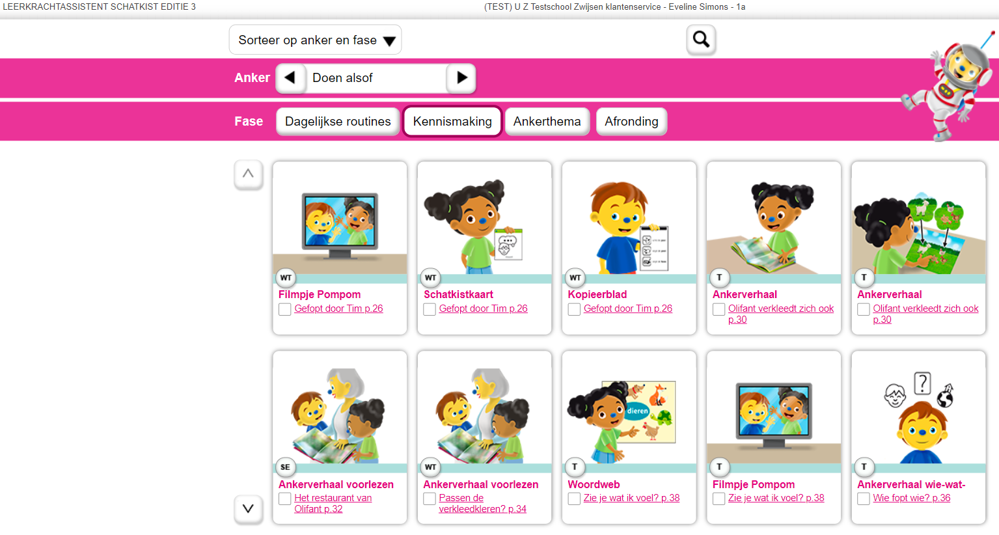 LEERKRACHTASSISTENT SCHATKIST EDITIE 3
(TEST) U Z Testschool Zwijsen klantenservice - Eveline Simons - 1a
Sorteer op anker en fase
Anker
Doen alsof
Fase
Dagelijkse routines
Kennismaking
Ankerthema
Afronding
WT
Filmpje Pompom
Gefopt door Tim p.26
WT
Schatkistkaart
Gefopt door Tim p.26
WT
Kopieerblad
Gefopt door Tim p.26
T
Ankerverhaal
Olifant verkleedt zich ook
p.30
T
Ankerverhaal
Olifant verkleedt zich ook
p.30
SE
Ankerverhaal voorlezen
Het restaurant van
Olifant p.32
WT
Ankerverhaal voorlezen
Passen de
verkleedkleren? p.34
dieren
T
Woordweb
Zie je wat ik voel? p.38
T
Filmpje Pompom
Zie je wat ik voel? p.38
?
T
Ankerverhaal wie-wat-
Wie fopt wie? p.36